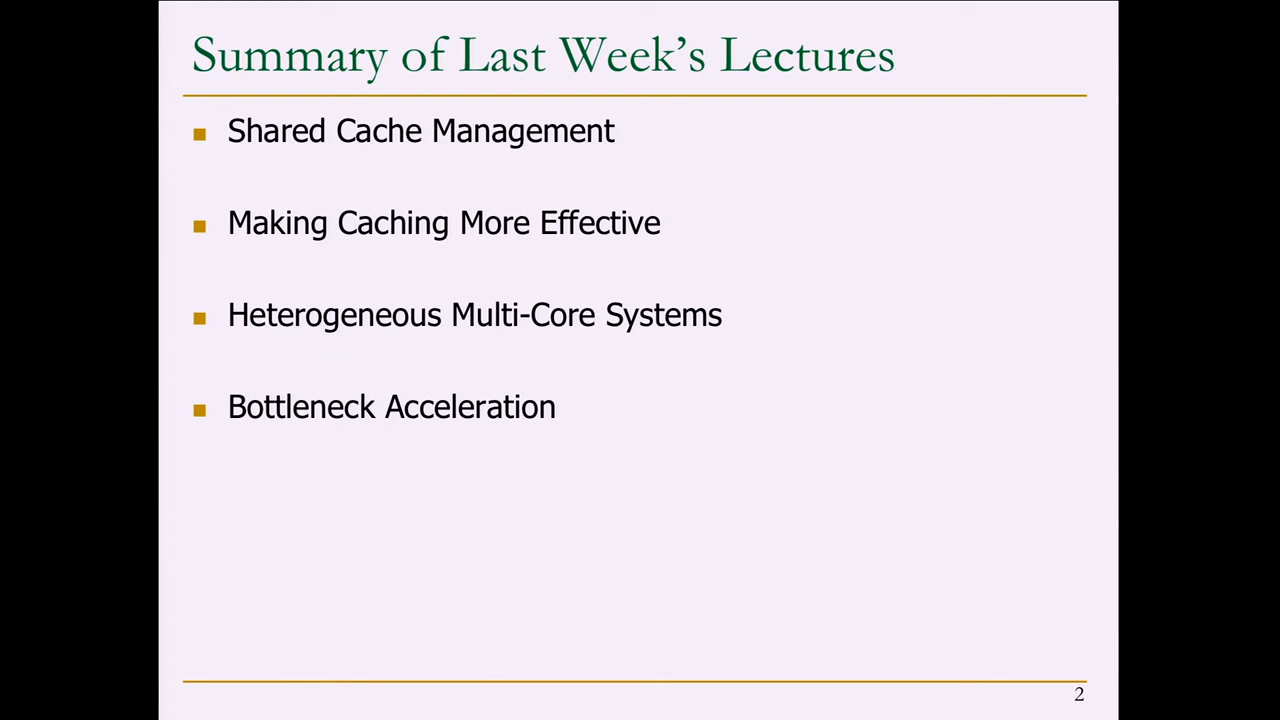 Summary of Last Week’s Lectures
Shared Cache Management
Making Caching More Effective
Heterogeneous Multi-Core Systems
Bottleneck Acceleration
2